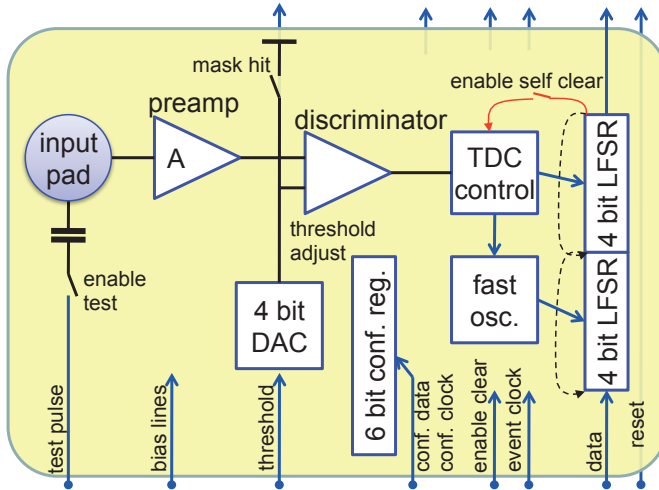 mask hit
enable self clear
preamp
discriminator
input
pad
A
TDC
control
4 bit LFSR
threshold
adjust
enable
test
4 bit
DAC
6 bit conf. reg.
fast
osc.
4 bit LFSR
test pulse
bias lines
threshold
conf. data
conf. clock
enable clear
event clock
data
reset